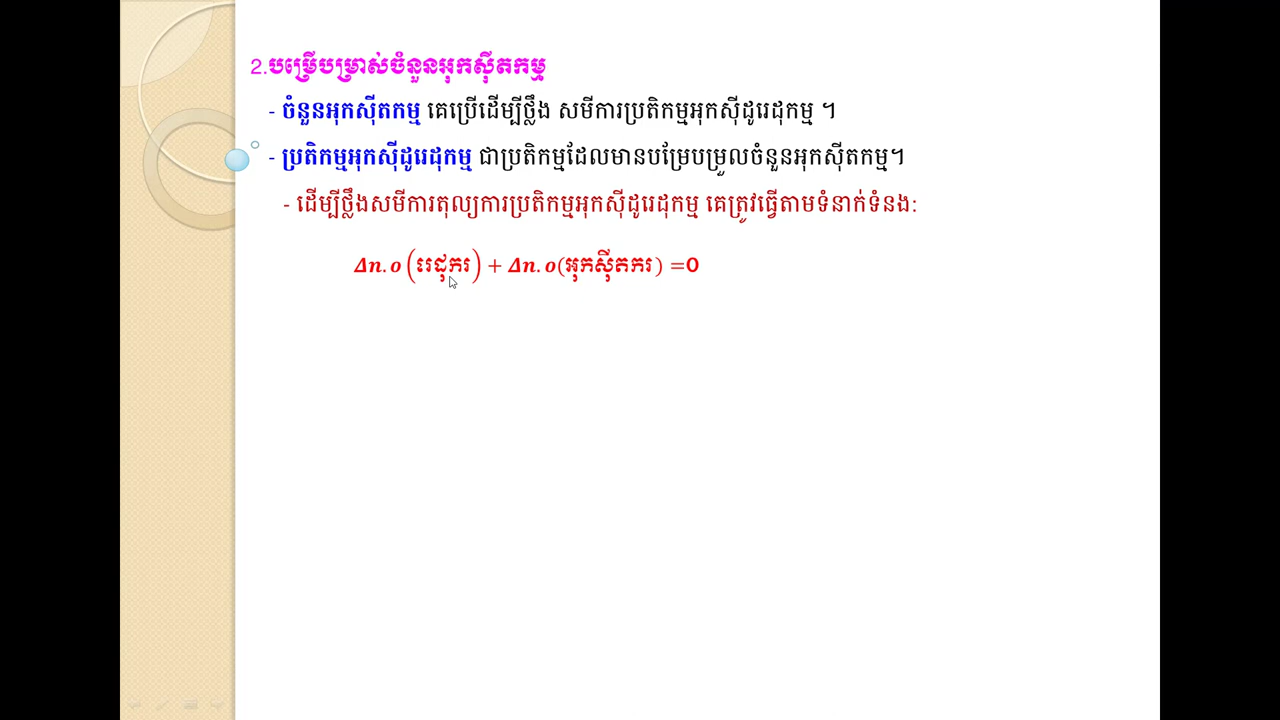 2.បម្រើបម្រាស់ចំនួនអុកស៊ីតកម្ម
- ចំនួនអុកស៊ីតកម្ម គេប្រើដើម្បីថ្លឹង សមីការប្រតិកម្មអុកស៊ីដូរេដុកម្ម ។
- ប្រតិកម្មអុកស៊ីដូរេដុកម្ម ជាប្រតិកម្មដែលមានបម្រែបម្រួលចំនួនអុកស៊ីតកម្ម។
- ដើម្បីថ្លឹងសមីការតុល្យការប្រតិកម្មអុកស៊ីដូរេដុកម្ម គេត្រូវធ្វើតាមទំនាក់ទំនង:
Δn.o (រេដុករ) + Δn.o(អុកស៊ីតករ) =0